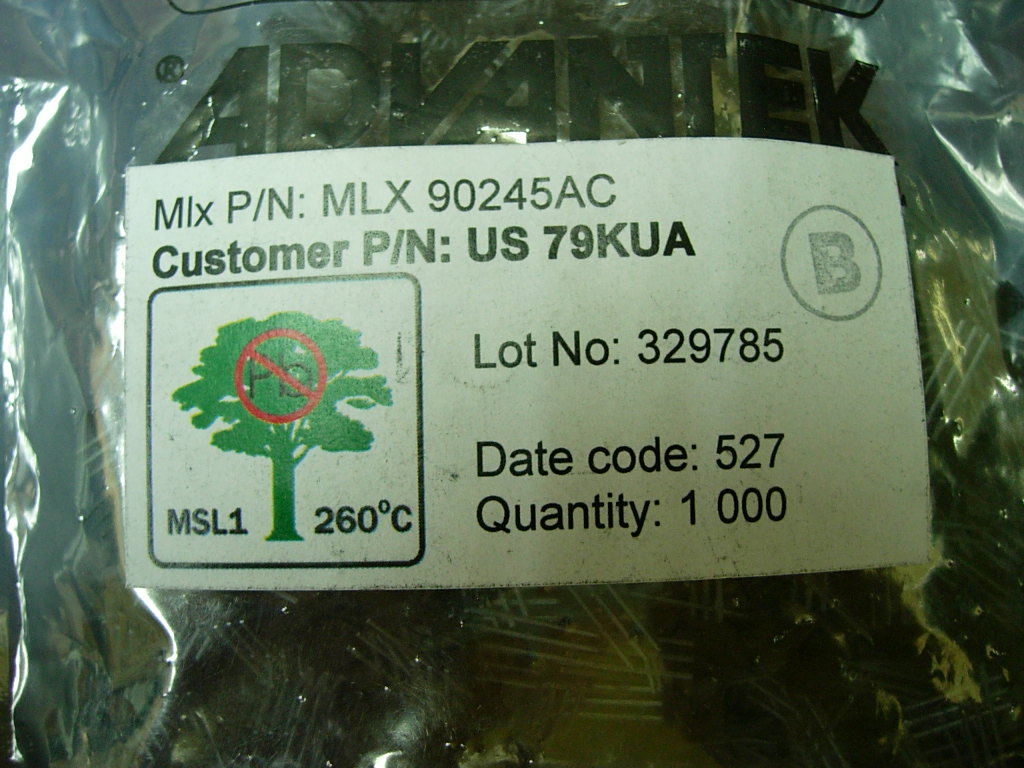 ® ADVANTEK
Mlx P/N: MLX 90245AC
Customer P/N: US 79KUA
B
Pb
Lot No: 329785
Date code: 527
Quantity: 1 000
MSL1 260°C